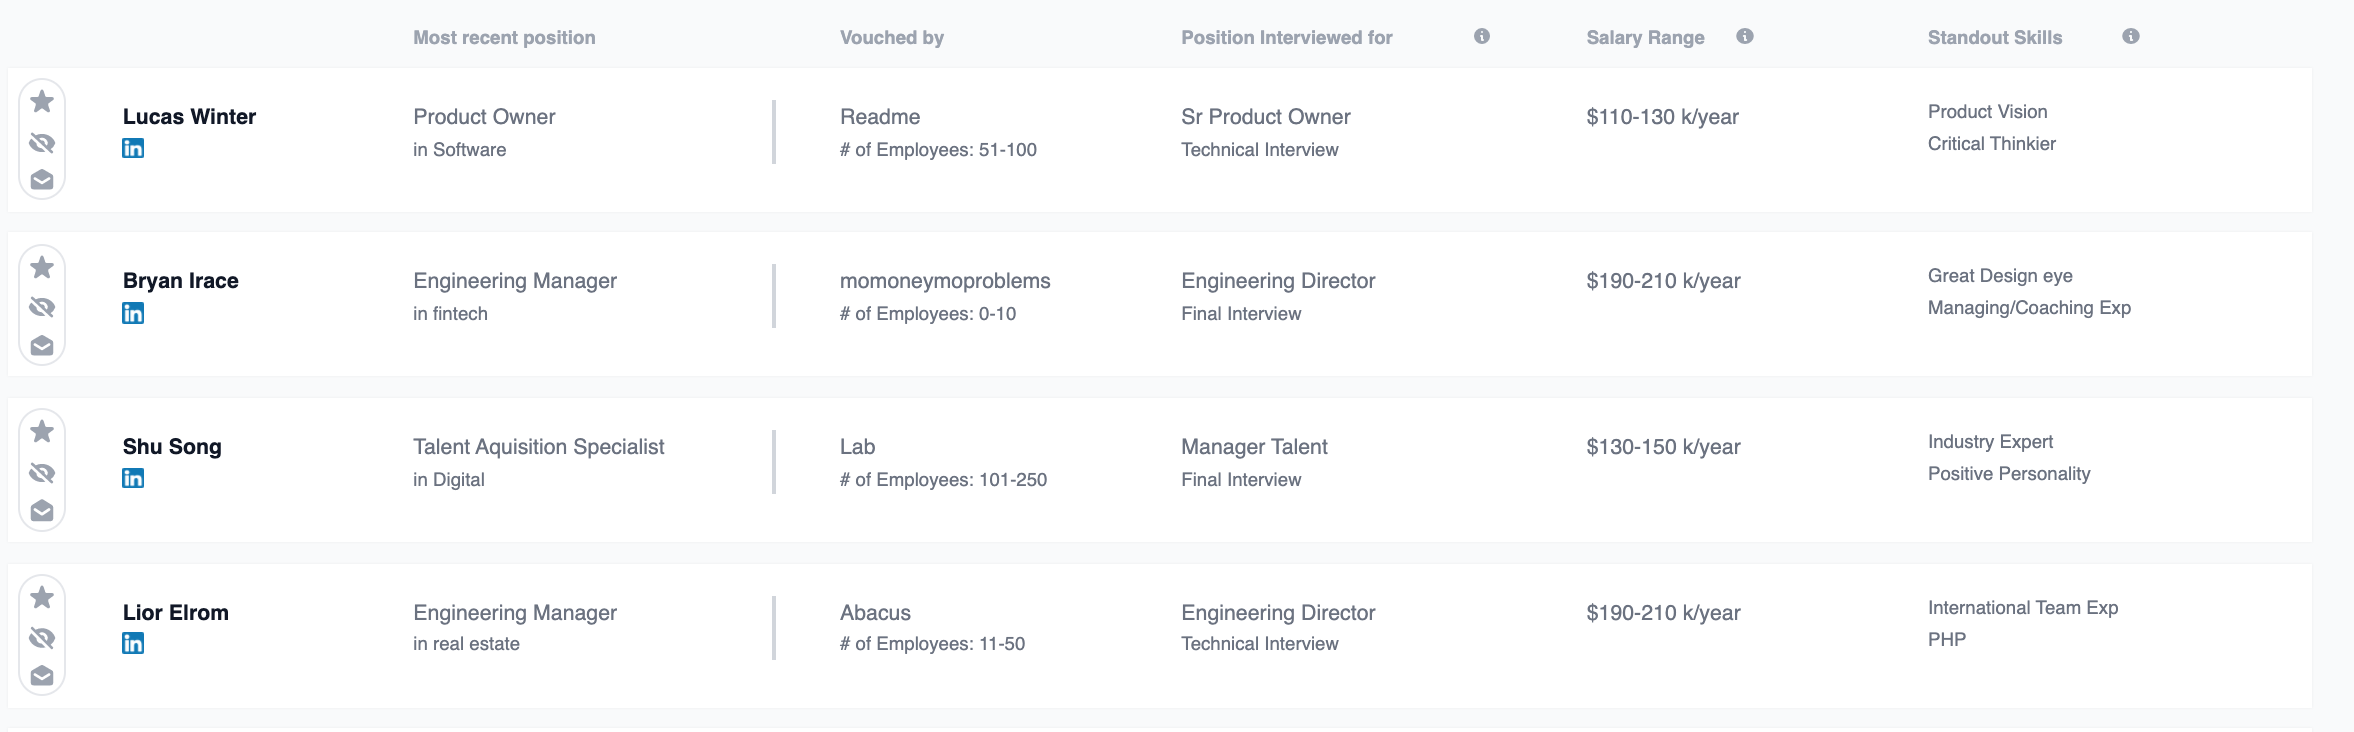 Most recent position Vouched by Position Interviewed for Salary Range Standout Skills
Lucas Winter Product Owner Readme Sr Product Owner $110-130 k/year Product Vision
in in Software # of Employees: 51-100 Technical Interview Critical Thinkier
Bryan Irace Engineering Manager momoneymoproblems Engineering Director $190-210 k/year Great Design eye
in in fintech # of Employees: 0-10 Final Interview Managing/Coaching Exp
Shu Song Talent Aquisition Specialist Lab Manager Talent $130-150 k/year Industry Expert
in in Digital # of Employees: 101-250 Final Interview Positive Personality
Lior Elrom Engineering Manager Abacus Engineering Director $190-210 k/year International Team Exp
in in real estate # of Employees: 11-50 Technical Interview PHP